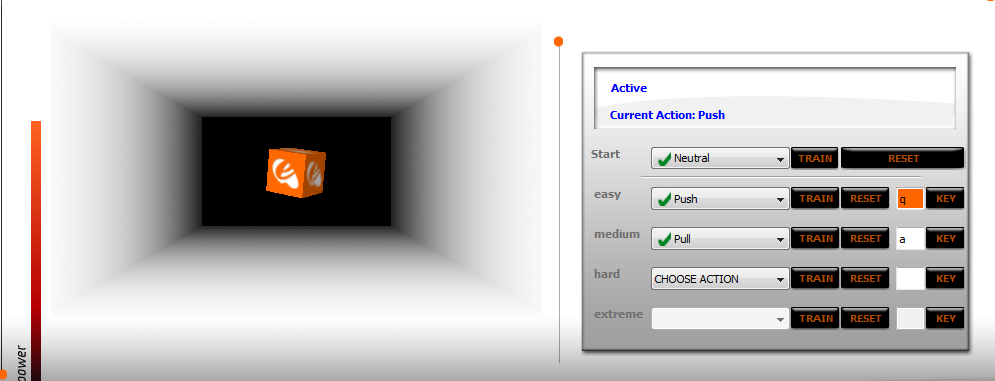 Active
Current Action: Push
Start
Neutral
TRAIN
RESET
easy
Push
TRAIN
RESET
q
KEY
medium
Pull
TRAIN
RESET
a
KEY
hard
CHOOSE ACTION
TRAIN
RESET
KEY
extreme
TRAIN
RESET
KEY
power